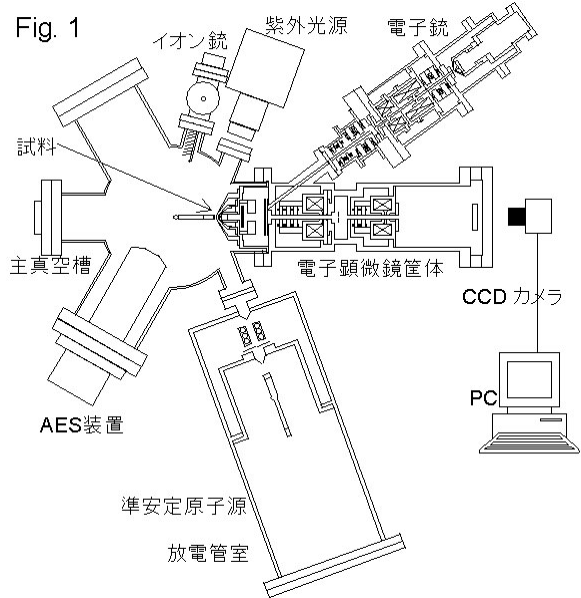 Fig. 1
イオン銃
紫外光源
電子銃
試料
主真空槽
電子顕微鏡筐体
CCD カメラ
PC
AES装置
準安定原子源
放電管室